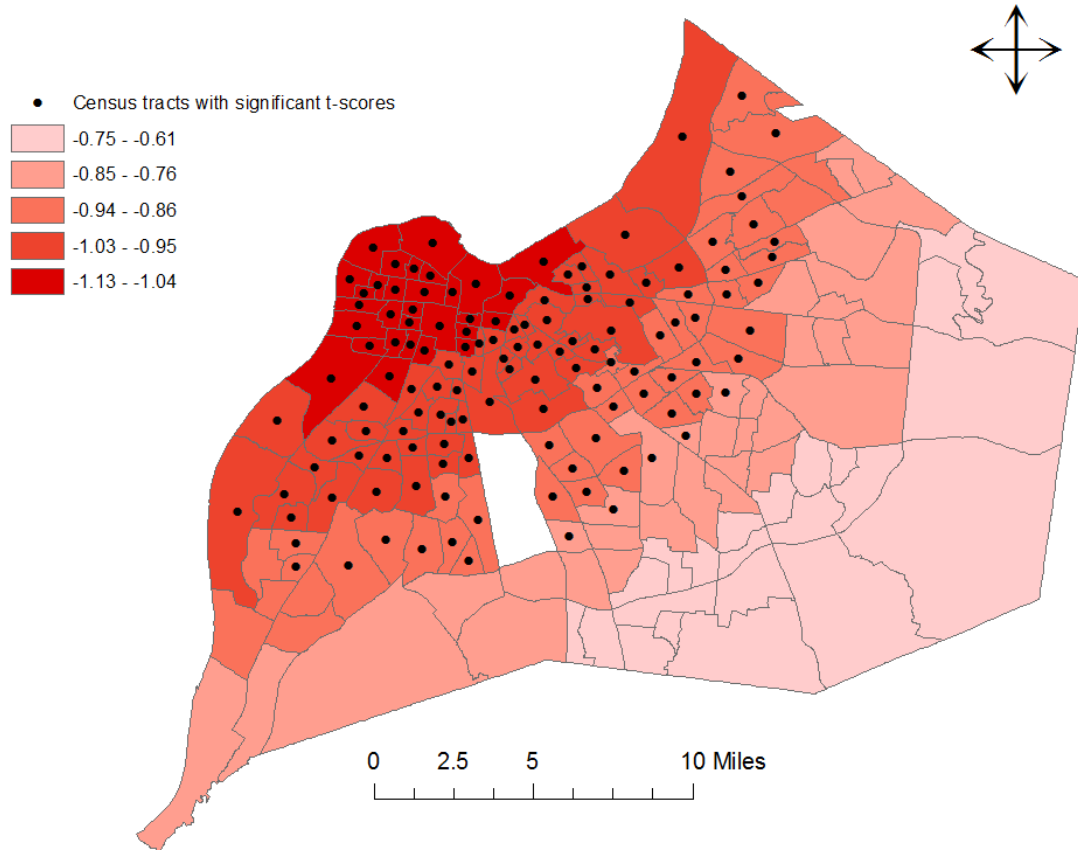 Census tracts with significant t-scores
-0.75 - -0.61
-0.85 - -0.76
-0.94 - -0.86
-1.03 - -0.95
-1.13 - -1.04
0 2.5 5 10 Miles